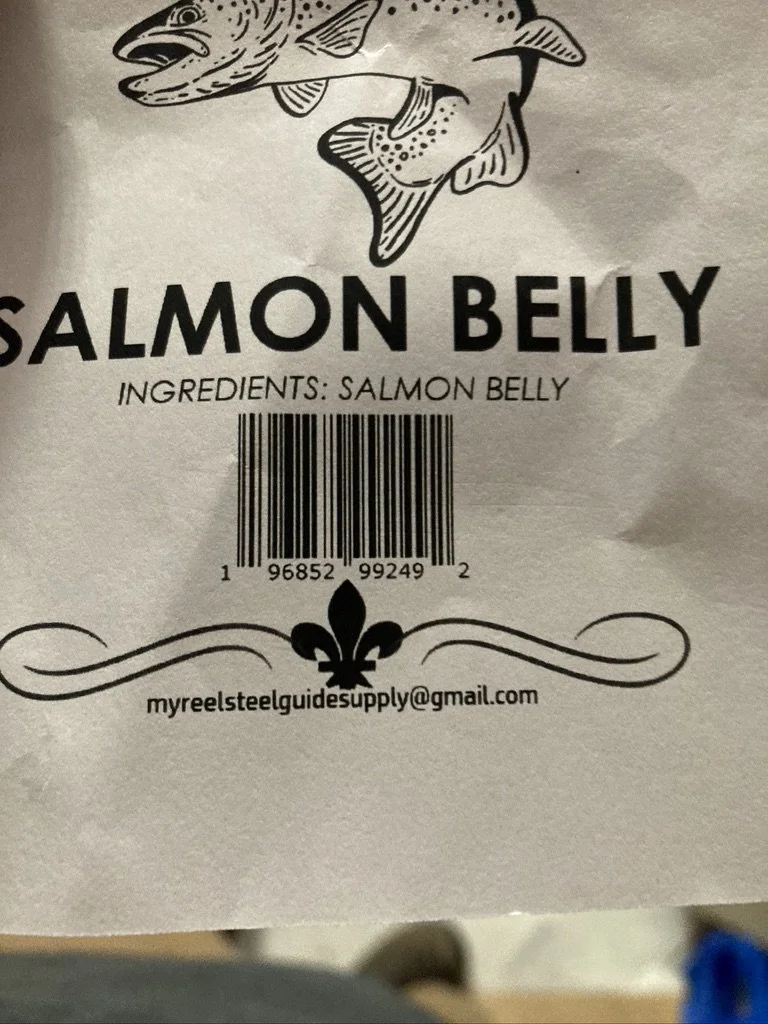 SALMON BELLY
INGREDIENTS: SALMON BELLY
1 96852 99249 2
myreelsteelguidesupply@gmail.com